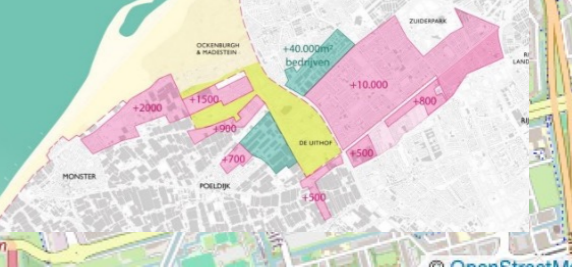 ZUIDERPARK
OCKENBURGH
& MADESTEIN
+40.000m²
bedrijven
+10.000
+2000
+1500
+800
+900
DE UITHOF
+500
+700
MONSTER
POELDIJK
+500
© OpenStreetM